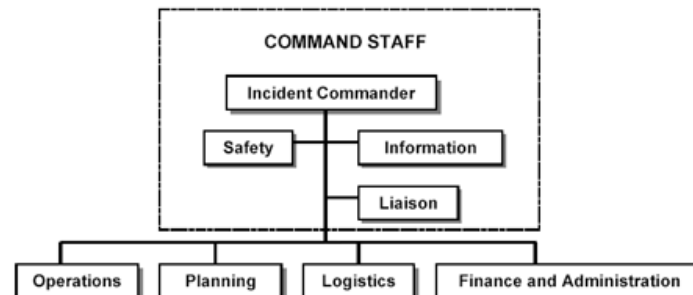 COMMAND STAFF
Incident Commander
Safety
Information
Liaison
Operations
Planning
Logistics
Finance and Administration